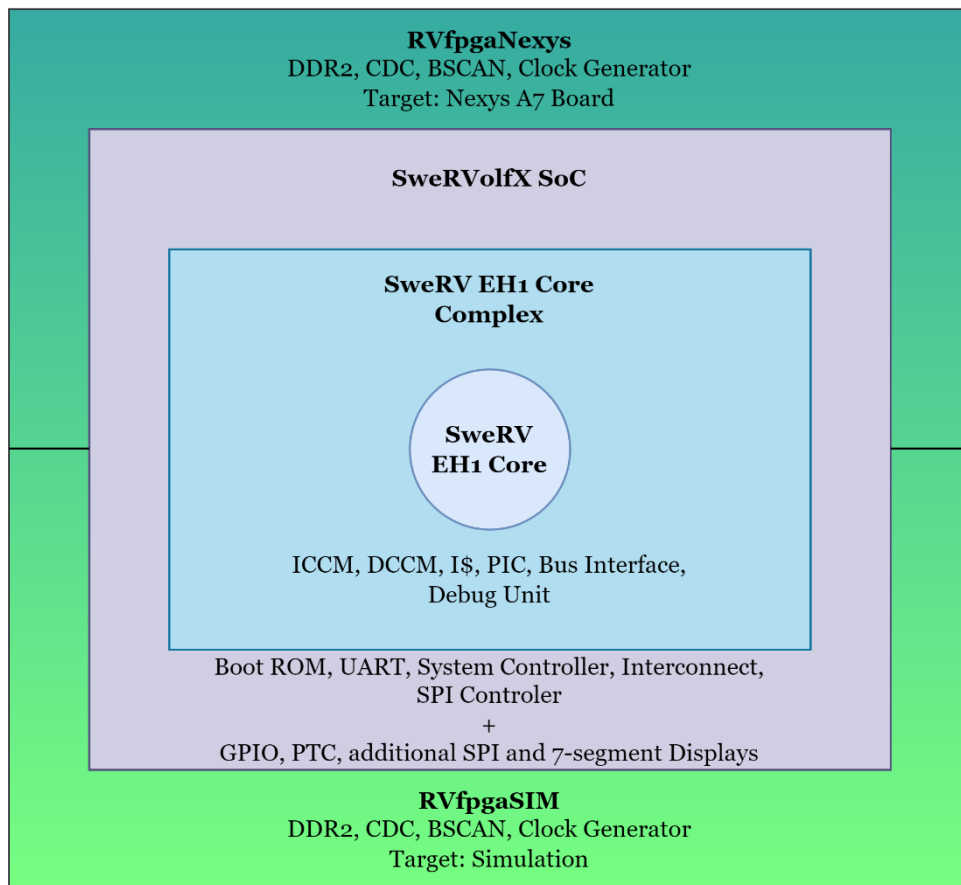 RVfpgaNexys
DDR2, CDC, BSCAN, Clock Generator
Target: Nexys A7 Board
SweRVolfX SoC
SweRV EH1 Core
Complex
SweRV
EH1 Core
ICCM, DCCM, I$, PIC, Bus Interface,
Debug Unit
Boot ROM, UART, System Controller, Interconnect,
SPI Controler
+
GPIO, PTC, additional SPI and 7-segment Displays
RVfpgaSIM
DDR2, CDC, BSCAN, Clock Generator
Target: Simulation